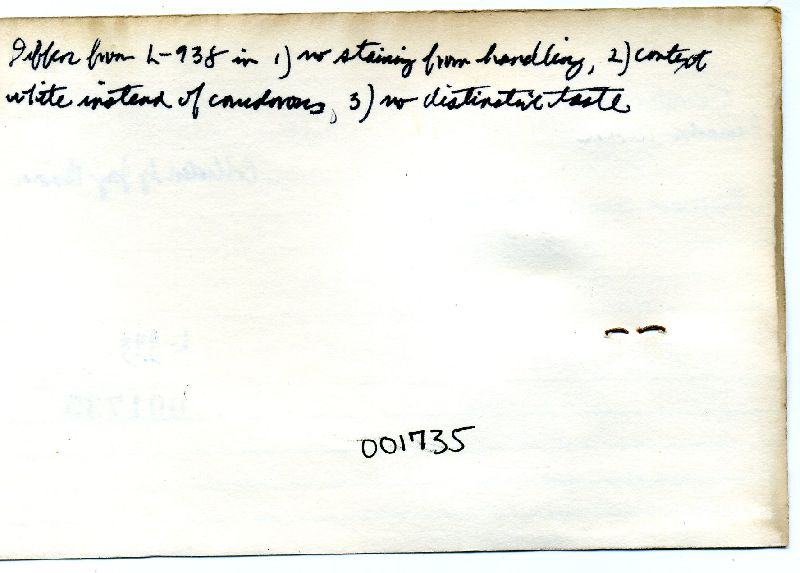 Differs from L-938 in 1) no staining from handling, 2) context
white instead of concolorous, 3) no distinctive taste.
001735